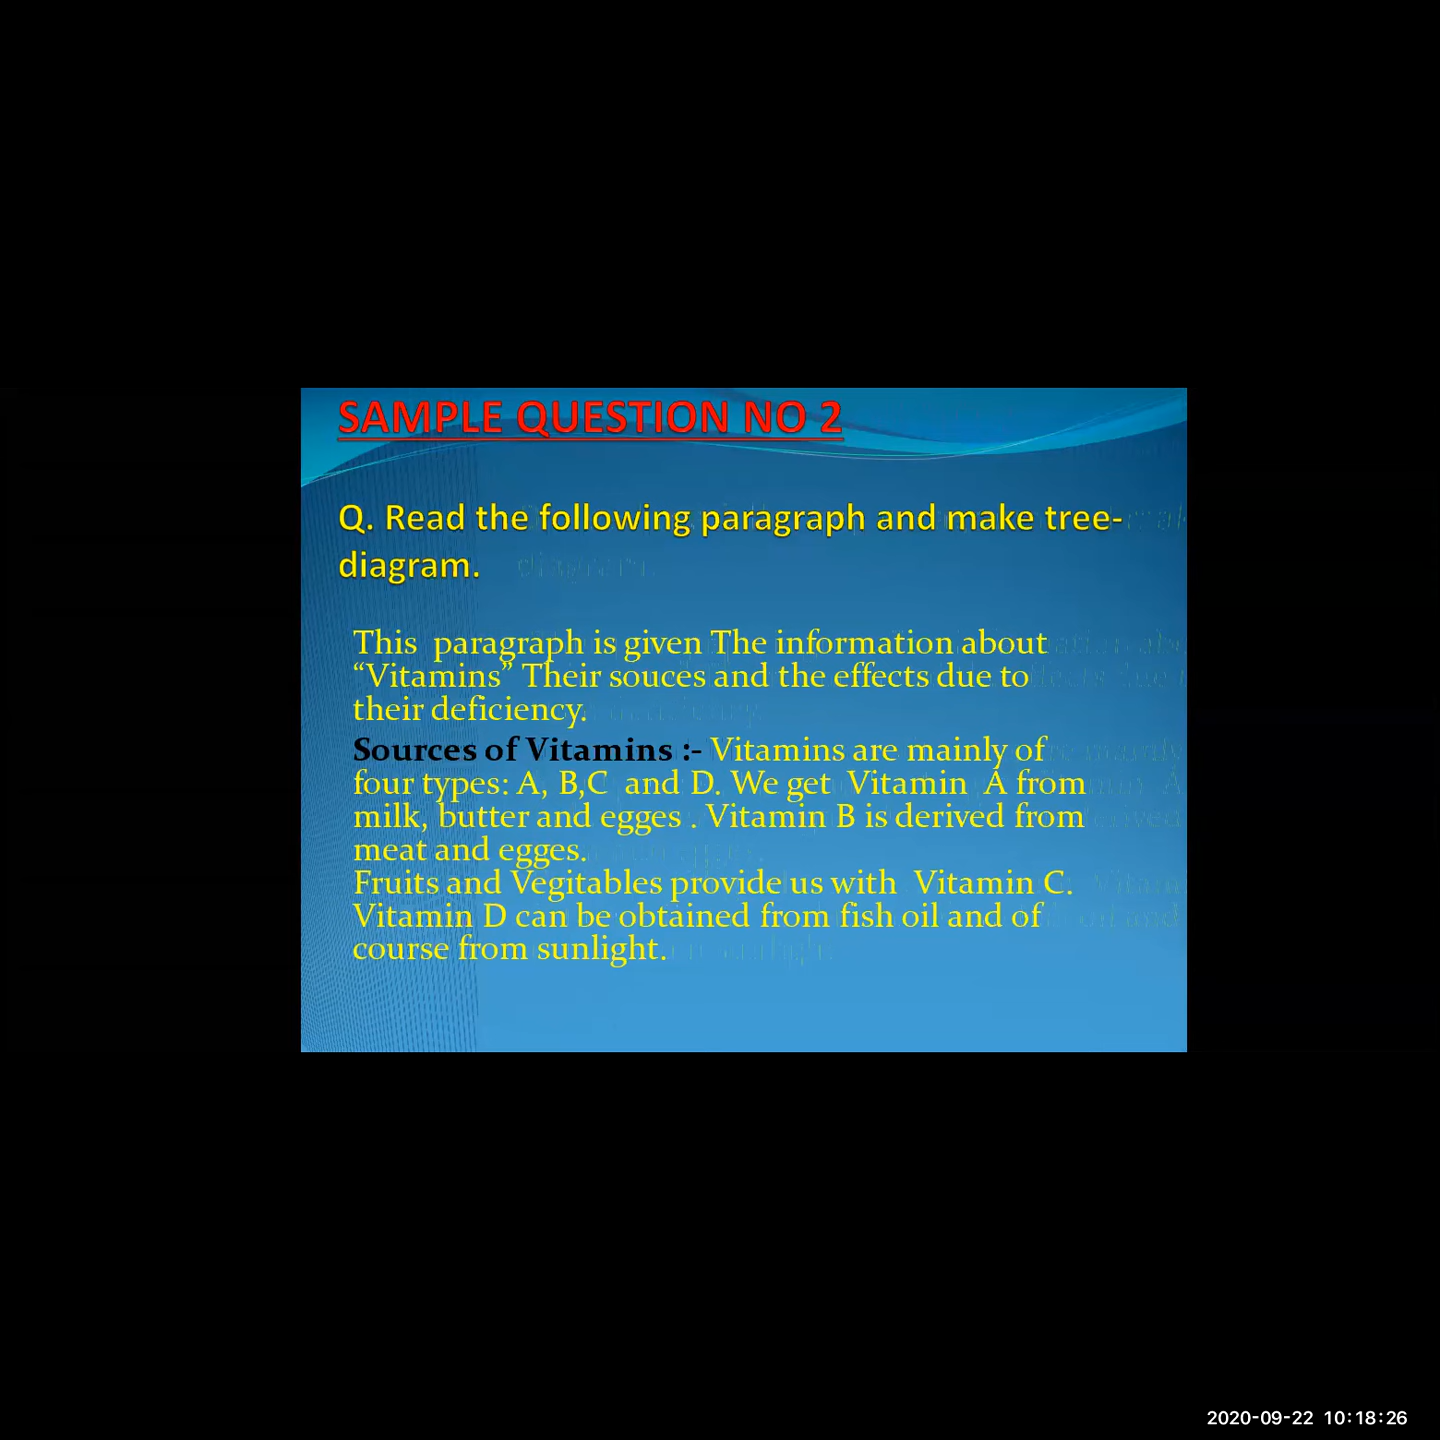 SAMPLE QUESTION NO 2
Q. Read the following paragraph and make tree-
diagram.
This paragraph is given The information about
“Vitamins” Their souces and the effects due to
their deficiency.
Sources of Vitamins :- Vitamins are mainly of
four types: A, B,C and D. We get Vitamin A from
milk, butter and egges . Vitamin B is derived from
meat and egges.
Fruits and Vegitables provide us with Vitamin C.
Vitamin D can be obtained from fish oil and of
course from sunlight.
2020-09-22 10:18:26